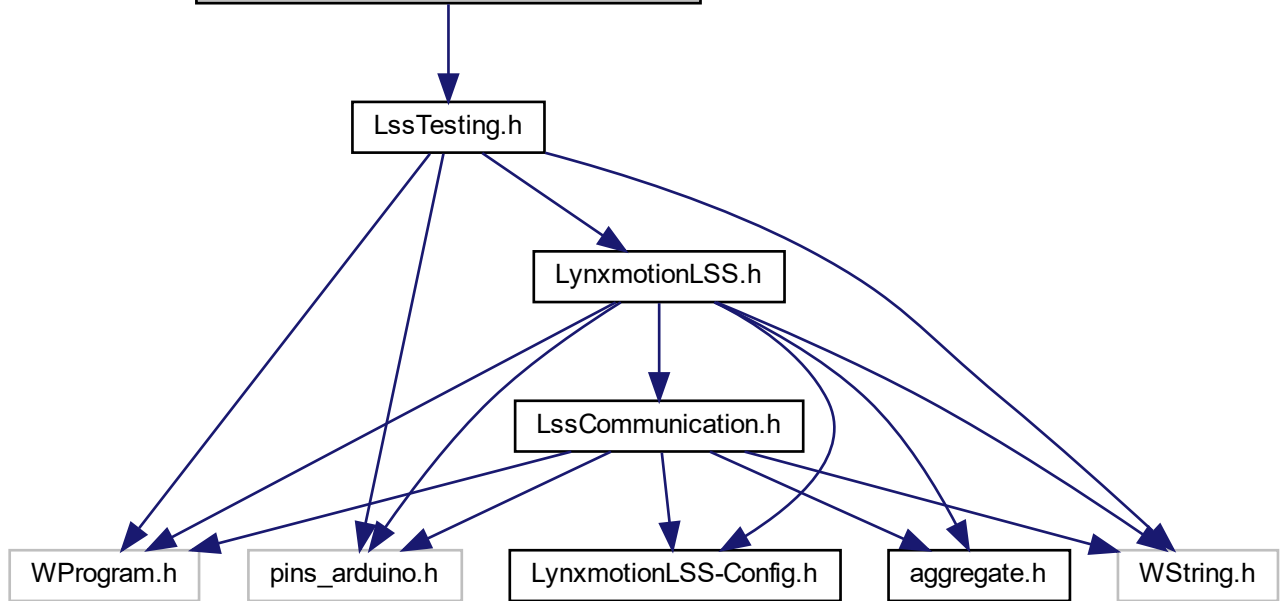 LssTesting.h
LynxmotionLSS.h
LssCommunication.h
WProgram.h
pins_arduino.h
LynxmotionLSS-Config.h
aggregate.h
WString.h